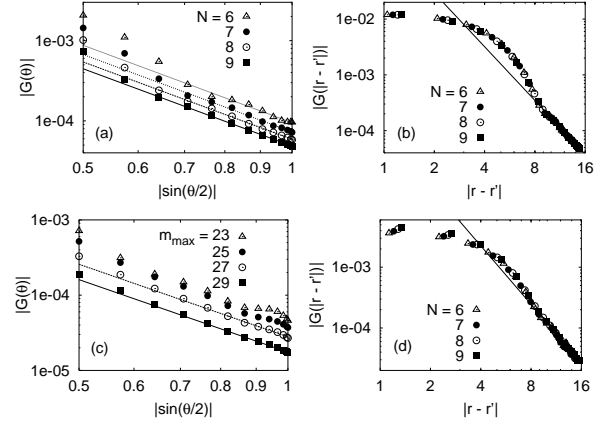 |G(θ)|
1e-03
1e-04
N = 6
7
8
9
(a)
0.5 0.6 0.7 0.8 0.9 1
|sin(θ/2)|
|G(|r - r'|)|
1e-02
1e-03
1e-04
N = 6
7
8
9
(b)
1 2 4 8 16
|r - r'|
|G(θ)|
1e-03
1e-04
1e-05
m_max = 23
25
27
29
(c)
0.5 0.6 0.7 0.8 0.9 1
|sin(θ/2)|
|G(|r - r'|)|
1e-03
1e-04
N = 6
7
8
9
(d)
1 2 4 8 16
|r - r'|